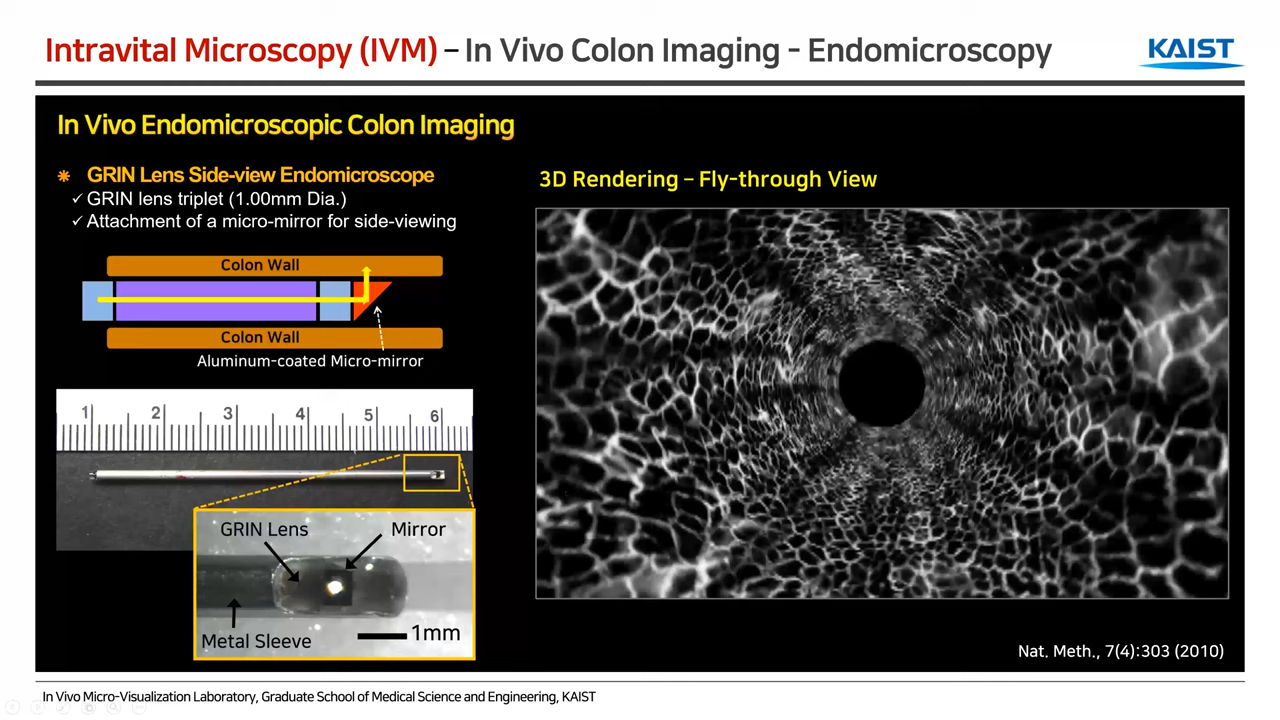 Intravital Microscopy (IVM) – In Vivo Colon Imaging - Endomicroscopy
KAIST
In Vivo Endomicroscopic Colon Imaging
GRIN Lens Side-view Endomicroscope
✓ GRIN lens triplet (1.00mm Dia.)
✓ Attachment of a micro-mirror for side-viewing
Colon Wall
Colon Wall
Aluminum-coated Micro-mirror
1 2 3 4 5 6
GRIN Lens
Mirror
Metal Sleeve
1mm
3D Rendering – Fly-through View
Nat. Meth., 7(4):303 (2010)
In Vivo Micro-Visualization Laboratory, Graduate School of Medical Science and Engineering, KAIST